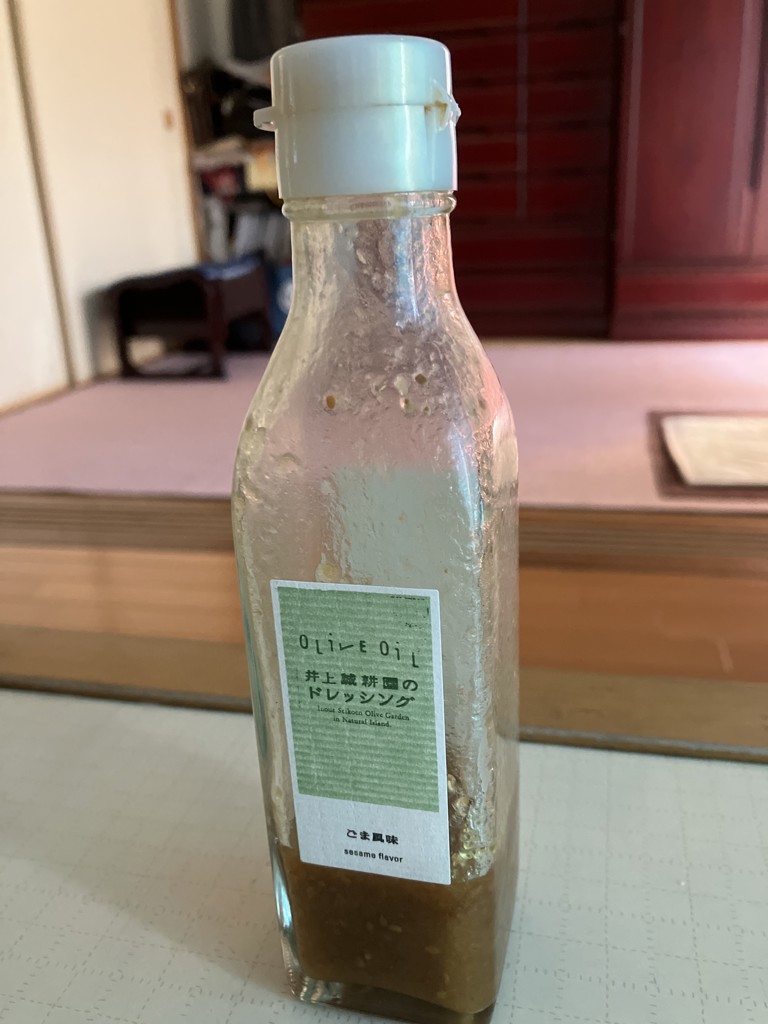 OLiVE OiL
井上誠耕園の
ドレッシング
Inoue Seikoen Olive Garden
in Natural Island.
ごま風味
sesame flavor